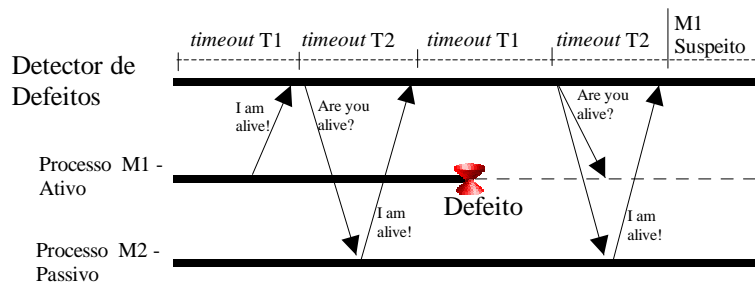 timeout T1
timeout T2
timeout T1
timeout T2
M1
Suspeito
Detector de
Defeitos
I am
alive!
Are you
alive?
Are you
alive?
Processo M1 -
Ativo
Defeito
I am
alive!
I am
alive!
Processo M2 -
Passivo